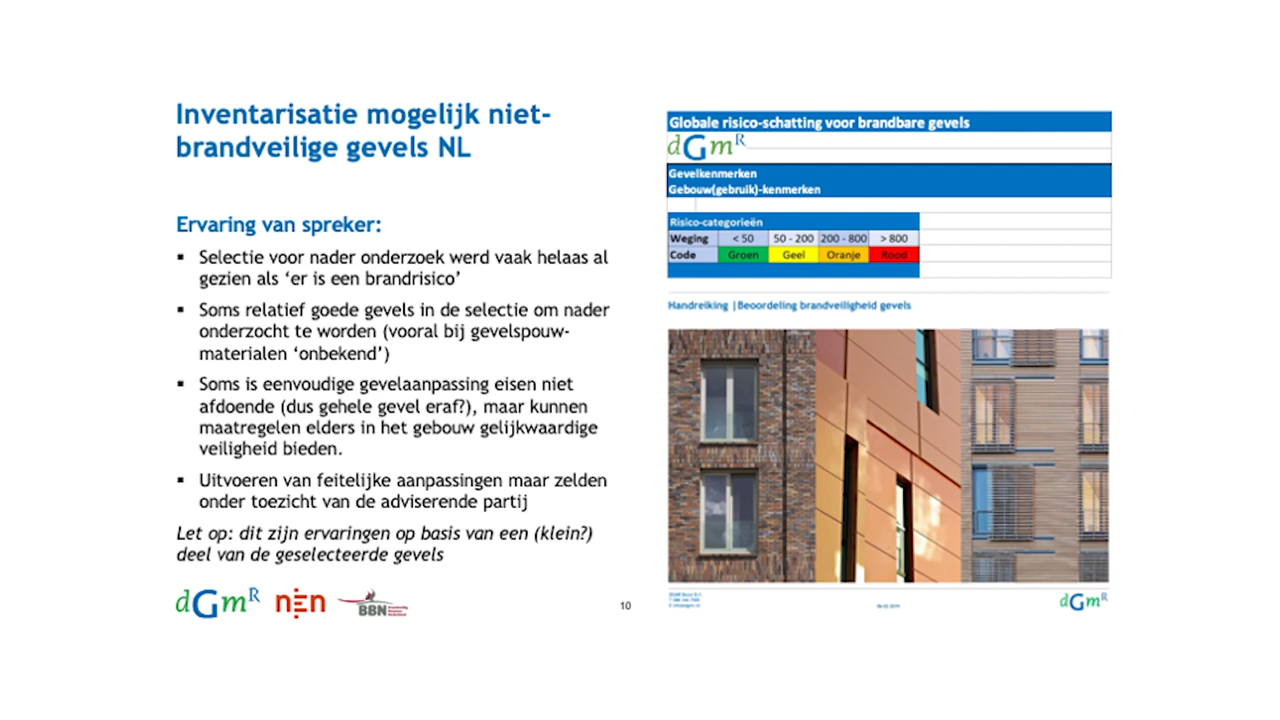 Inventarisatie mogelijk niet-
brandveilige gevels NL
Ervaring van spreker:
▪ Selectie voor nader onderzoek werd vaak helaas al
gezien als ‘er is een brandrisico’
▪ Soms relatief goede gevels in de selectie om nader
onderzocht te worden (vooral bij gevelspouw-
materialen ‘onbekend’)
▪ Soms is eenvoudige gevelaanpassing eisen niet
afdoende (dus gehele gevel eraf?), maar kunnen
maatregelen elders in het gebouw gelijkwaardige
veiligheid bieden.
▪ Uitvoeren van feitelijke aanpassingen maar zelden
onder toezicht van de adviserende partij
Let op: dit zijn ervaringen op basis van een (klein?)
deel van de geselecteerde gevels
dGmR nen BBN
10
Globale risico-schatting voor brandbare gevels
dGmR
Gevelkenmerken
Gebouw(gebruik)-kenmerken
Risico-categorieën
Weging < 50 50 - 200 200 - 800 > 800
Code Groen Geel Oranje Rood
Handreiking | Beoordeling brandveiligheid gevels
dGmR